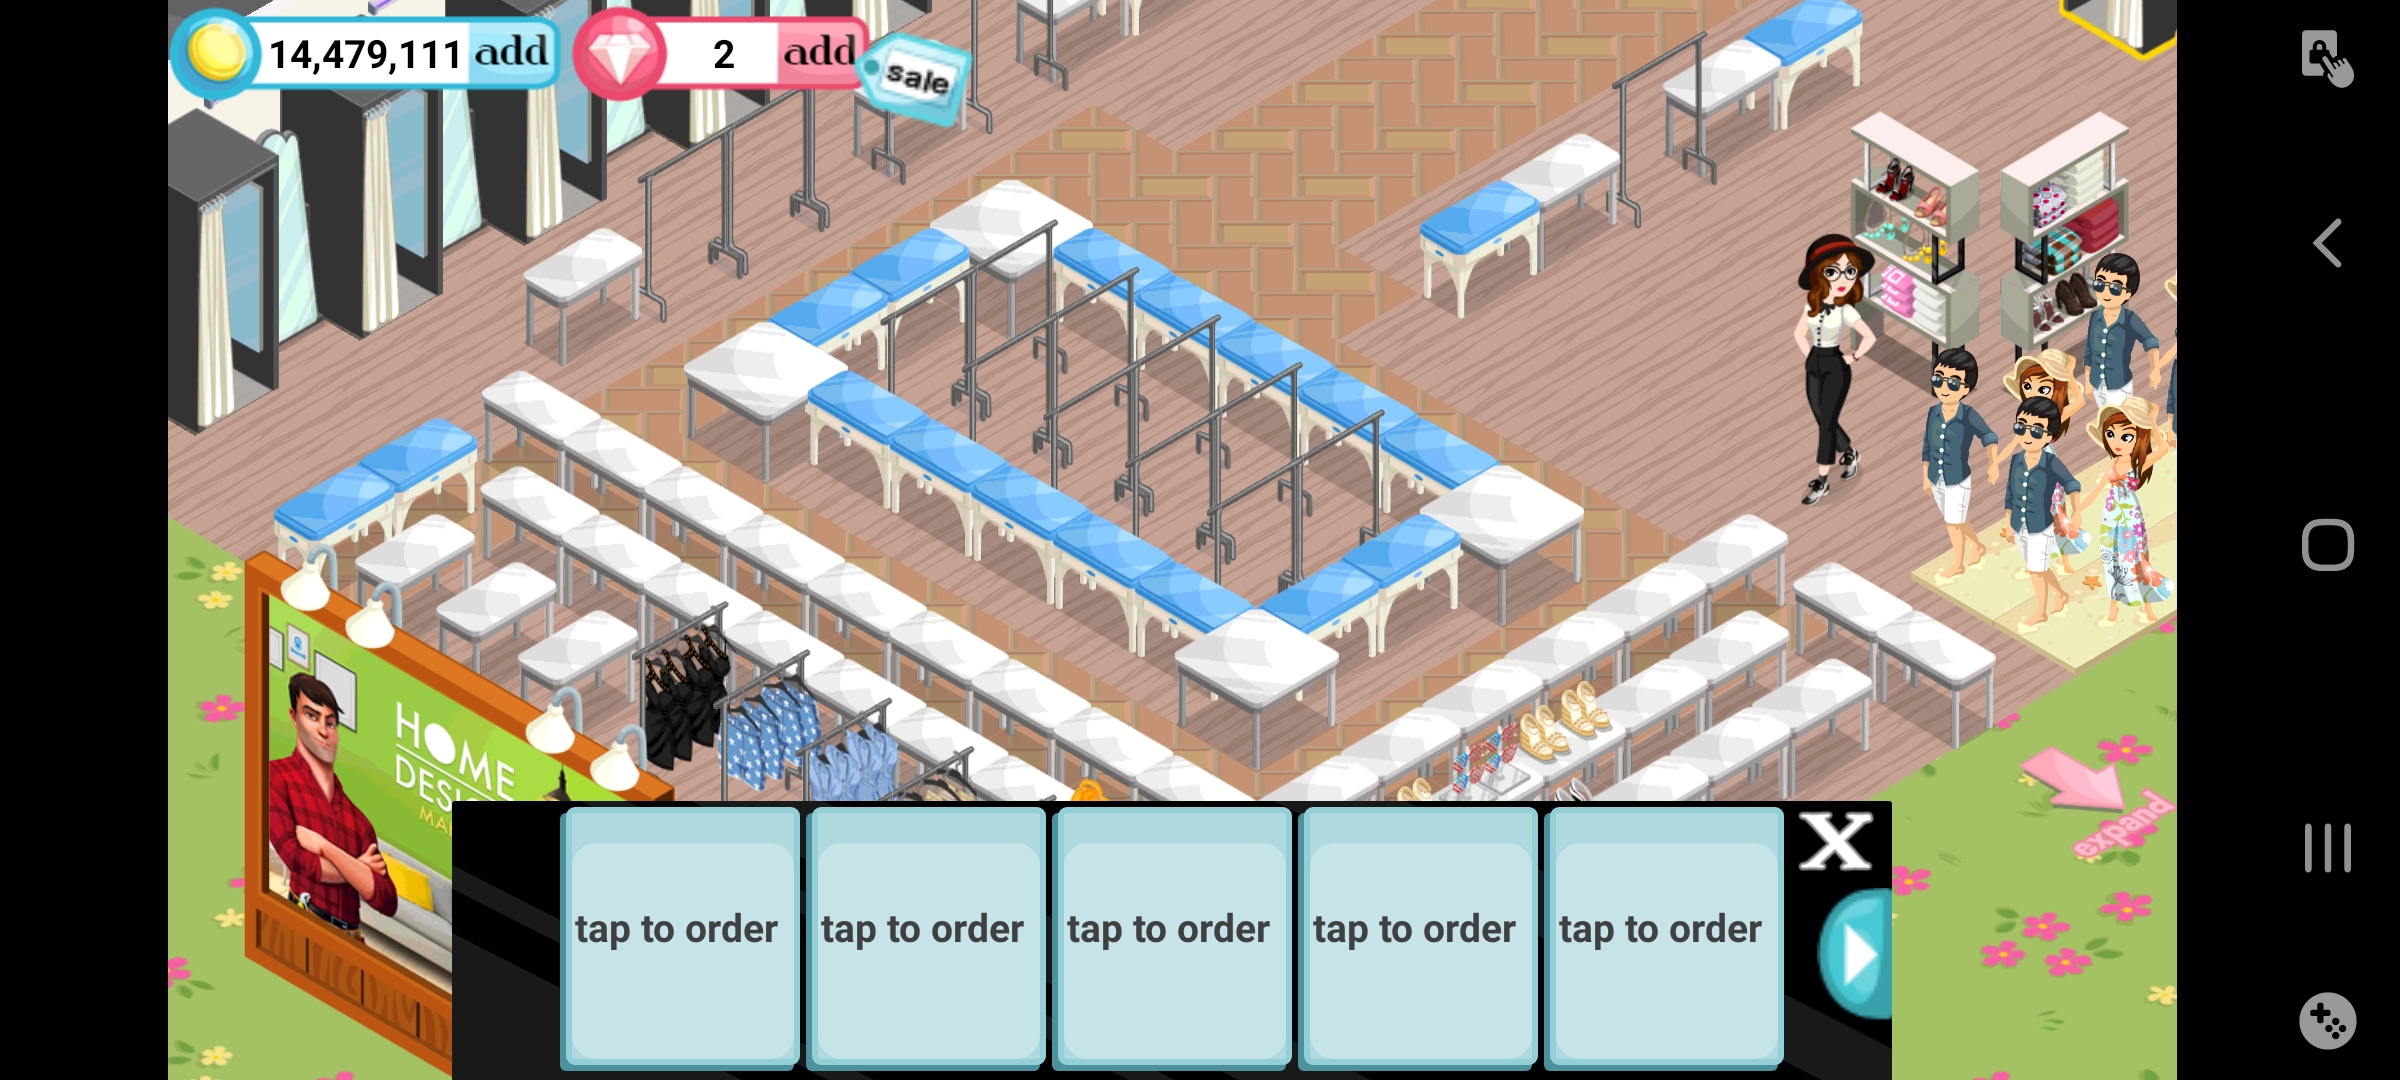 14,479,111 add
2 add
sale
HOME
expand
tap to order
tap to order
tap to order
tap to order
tap to order
X